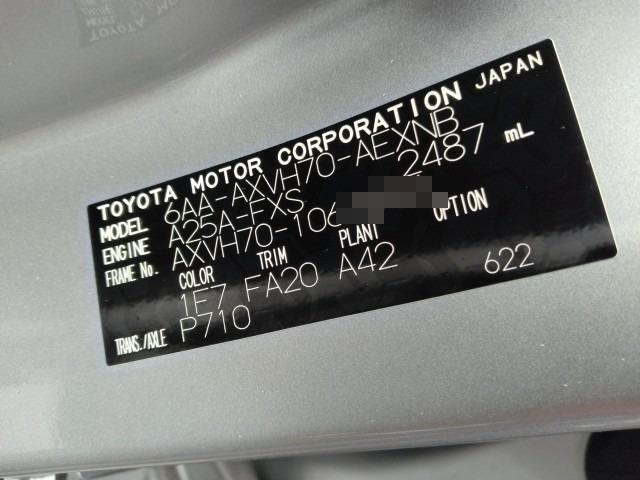 TOYOTA MOTOR CORPORATION JAPAN
MODEL 6AA-AXVH70-AEXNB
ENGINE A25A-FXS 2487 mL
FRAME No. AXVH70-106
COLOR TRIM PLANT OPTION
1E7 FA20 A42 622
TRANS./AXLE P710